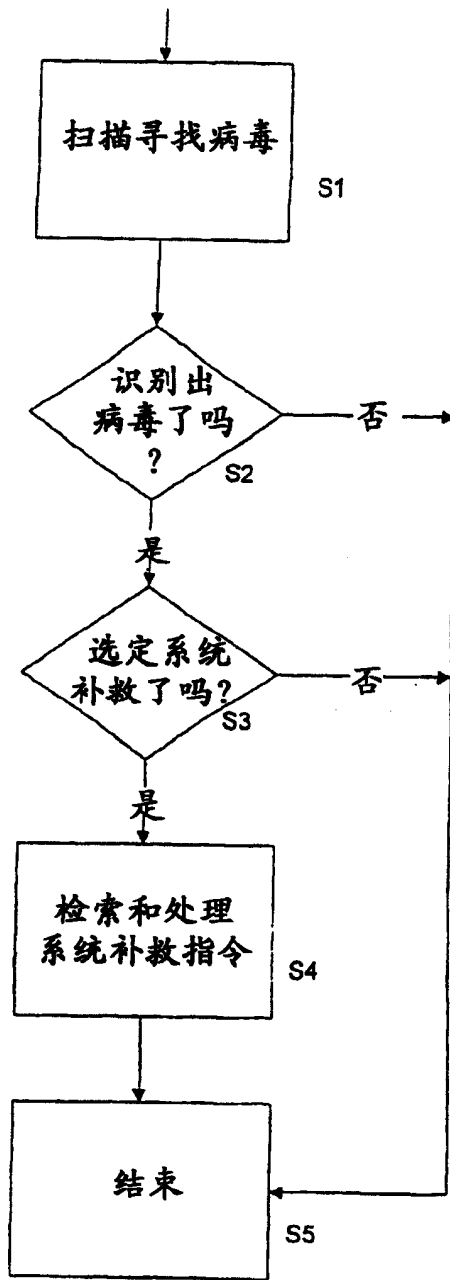 扫描寻找病毒
S1
识别出
病毒了吗
?
S2
否
是
选定系统
补救了吗?
S3
否
是
检索和处理
系统补救指令
S4
结束
S5